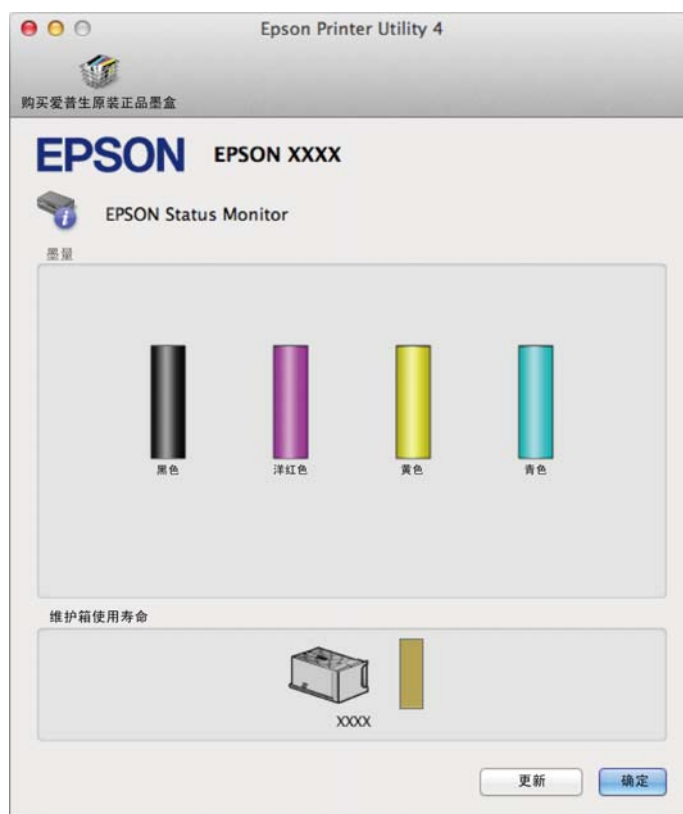 Epson Printer Utility 4
购买爱普生原装正品墨盒
EPSON EPSON XXXX
EPSON Status Monitor
墨量
黑色 洋红色 黄色 青色
维护箱使用寿命
XXXX
更新 确定